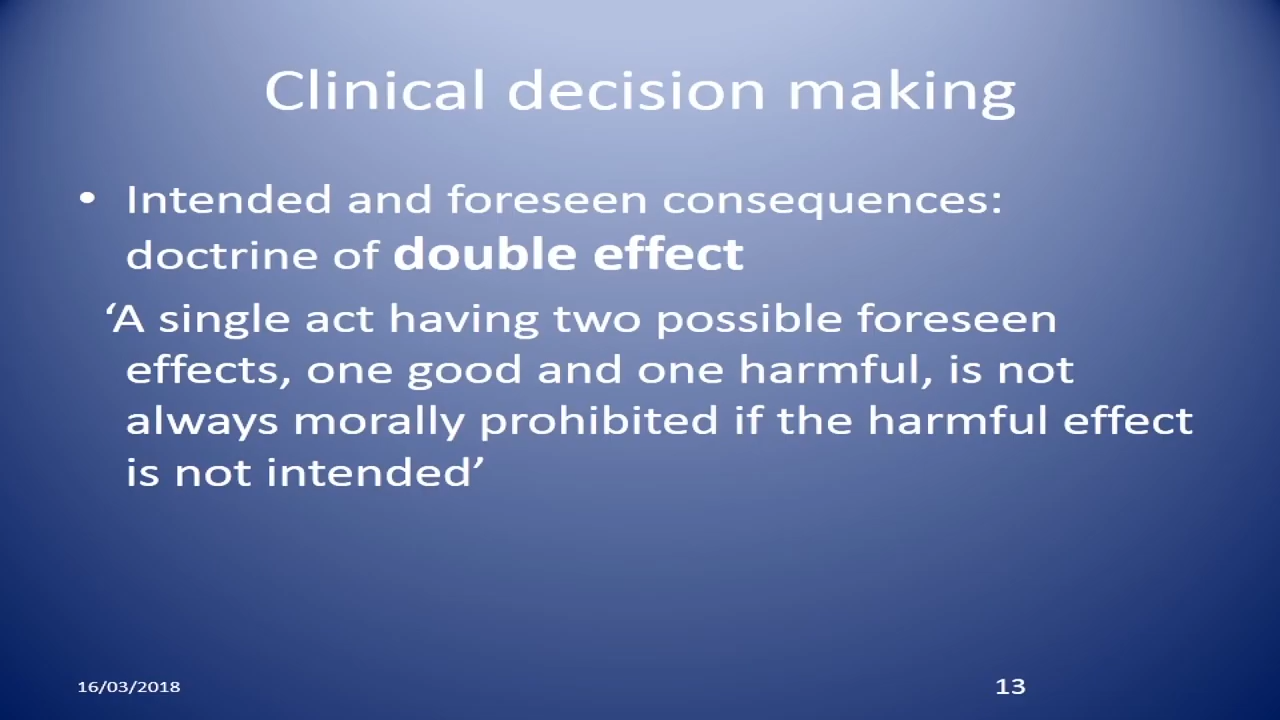 Clinical decision making
• Intended and foreseen consequences:
doctrine of double effect
‘A single act having two possible foreseen
effects, one good and one harmful, is not
always morally prohibited if the harmful effect
is not intended’
16/03/2018
13